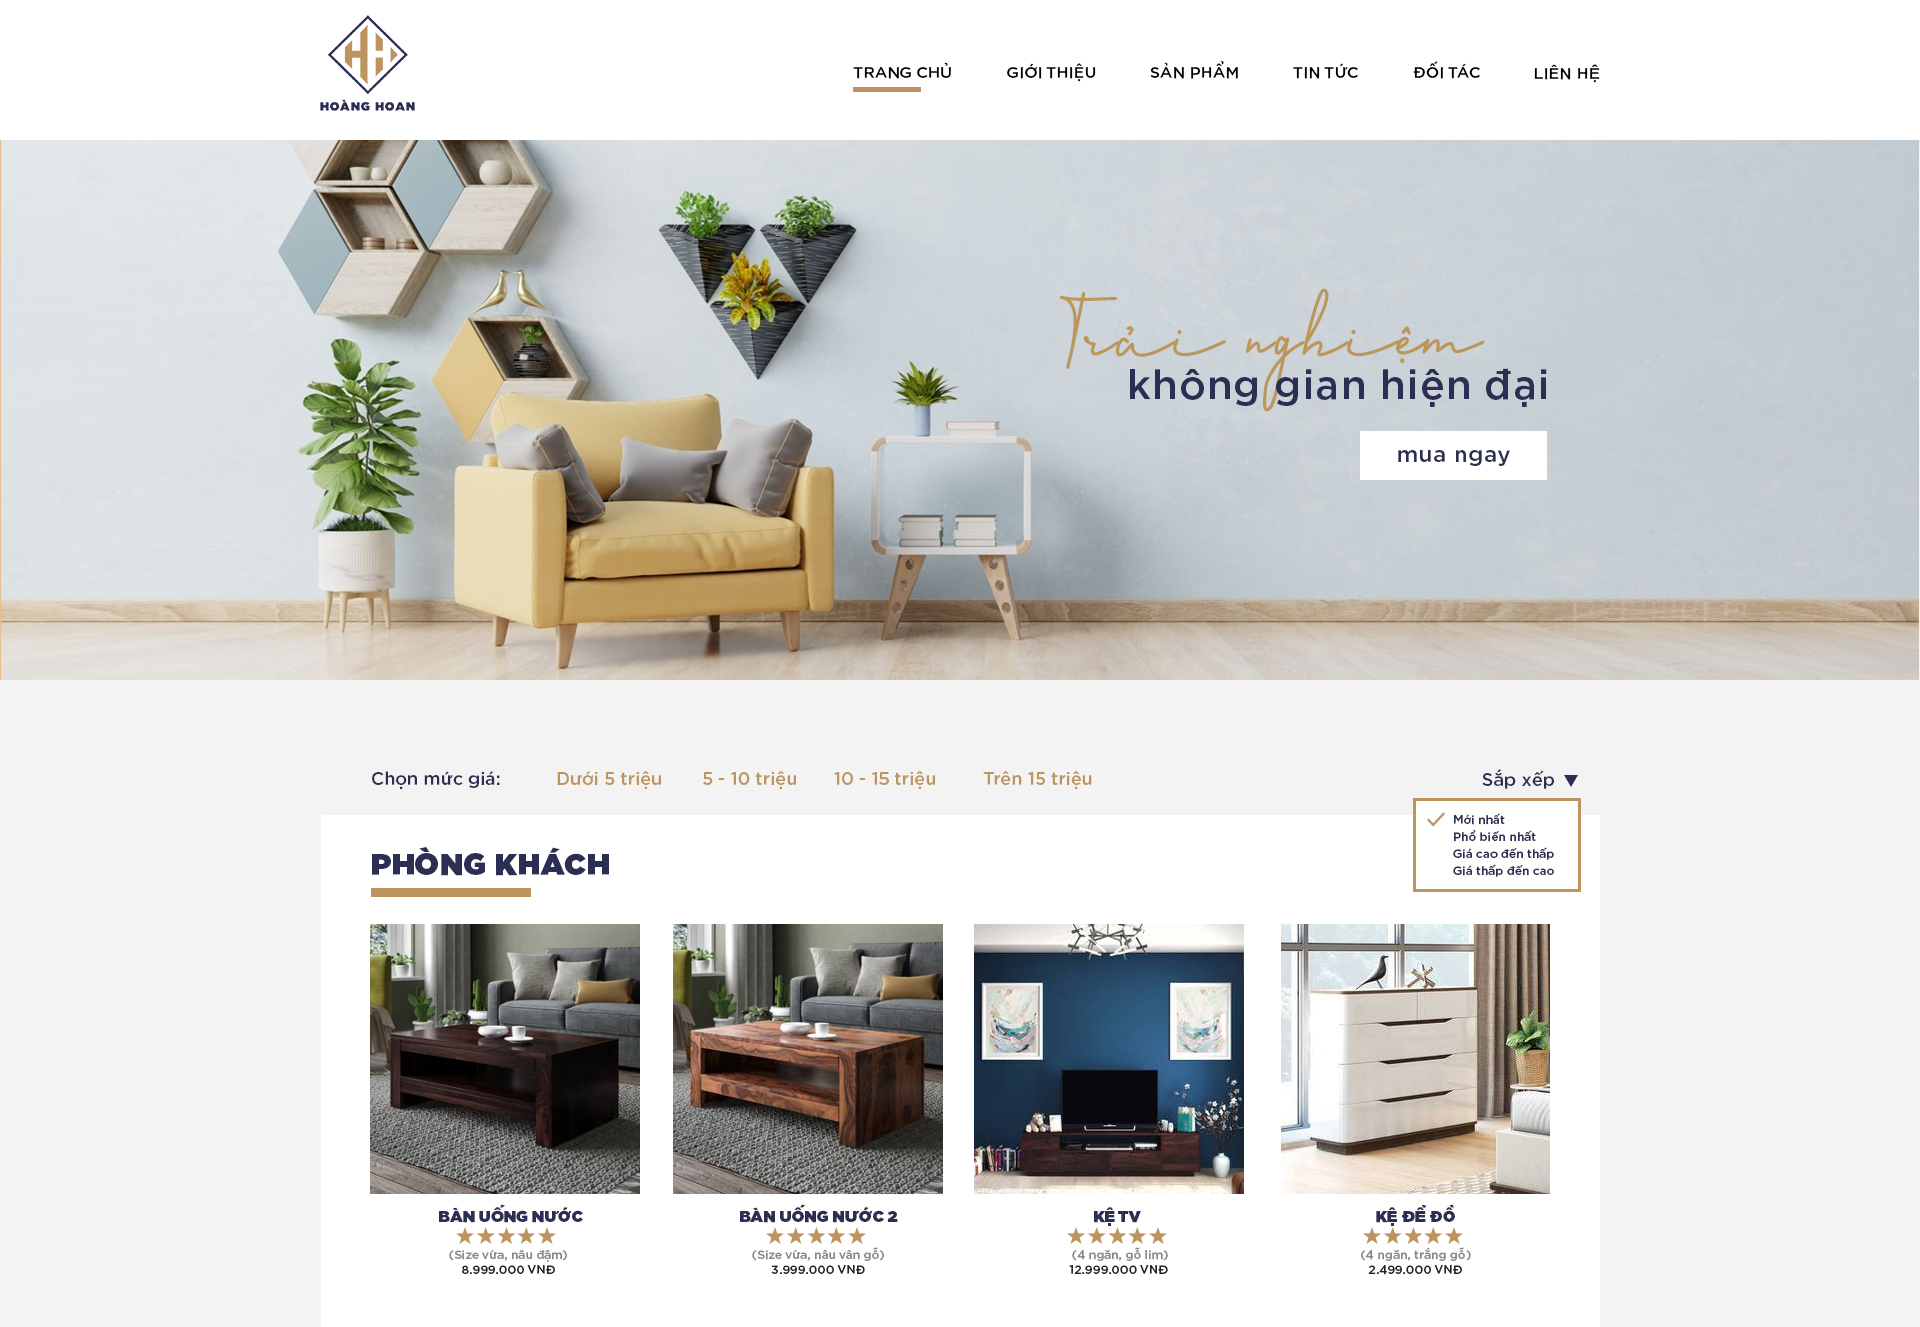 HOÀNG HOAN
TRANG CHỦ GIỚI THIỆU SẢN PHẨM TIN TỨC ĐỐI TÁC LIÊN HỆ
Trải nghiệm
không gian hiện đại
mua ngay
Chọn mức giá: Dưới 5 triệu 5 - 10 triệu 10 - 15 triệu Trên 15 triệu Sắp xếp
Mới nhất
Phổ biến nhất
Giá cao đến thấp
Giá thấp đến cao
PHÒNG KHÁCH
BÀN UỐNG NƯỚC
(Size vừa, nâu đậm)
8.999.000 VNĐ
BÀN UỐNG NƯỚC 2
(Size vừa, nâu vân gỗ)
3.999.000 VNĐ
KỆ TV
(4 ngăn, gỗ lim)
12.999.000 VNĐ
KỆ ĐỂ ĐỒ
(4 ngăn, trắng gỗ)
2.499.000 VNĐ